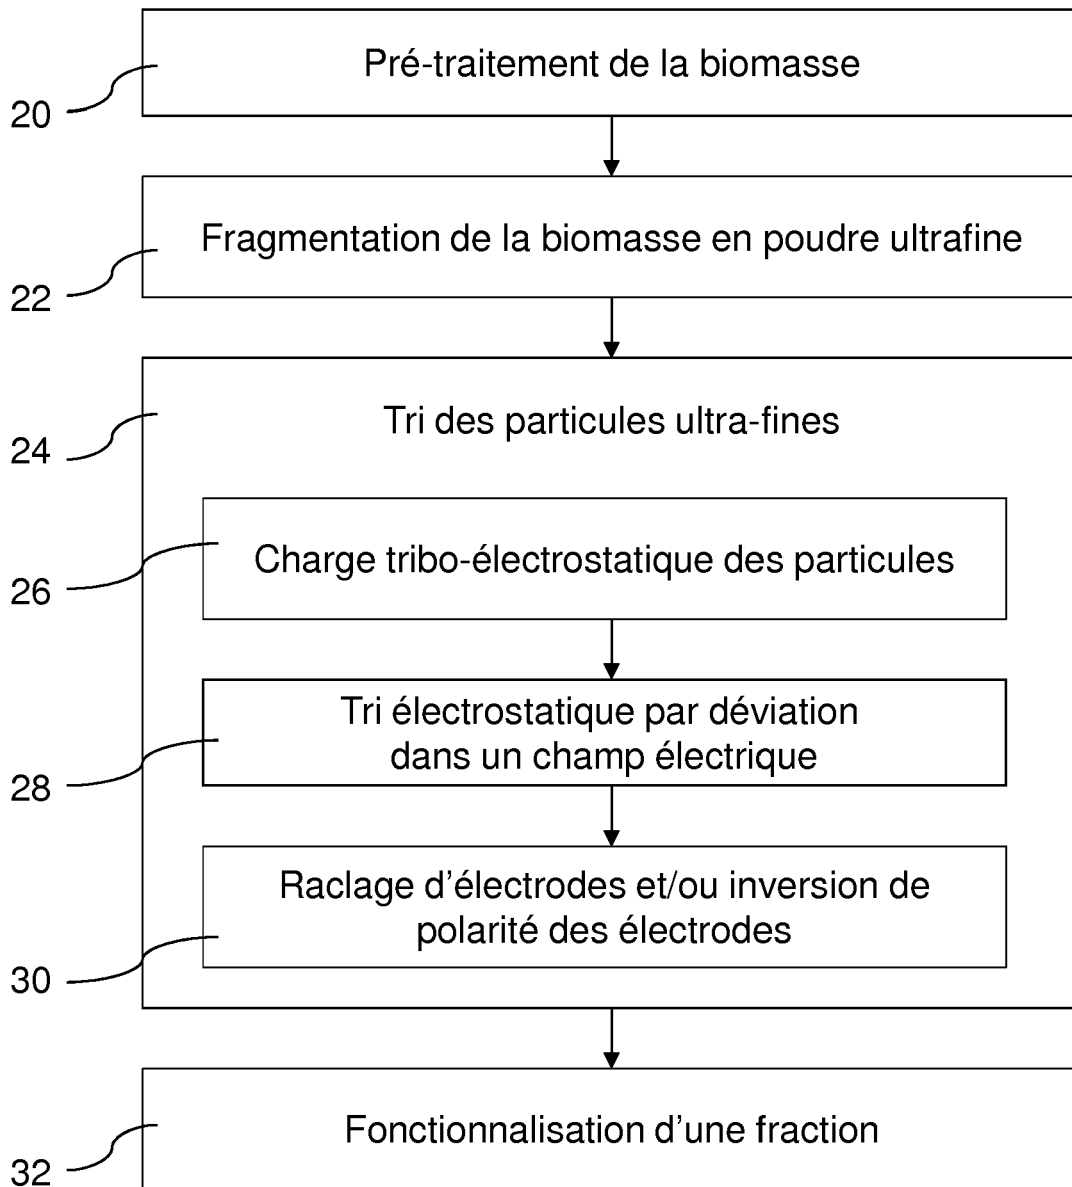 Pré-traitement de la biomasse
20
Fragmentation de la biomasse en poudre ultrafine
22
Tri des particules ultra-fines
24
Charge tribo-électrostatique des particules
26
Tri électrostatique par déviation
dans un champ électrique
28
Raclage d'électrodes et/ou inversion de
polarité des électrodes
30
Fonctionnalisation d'une fraction
32